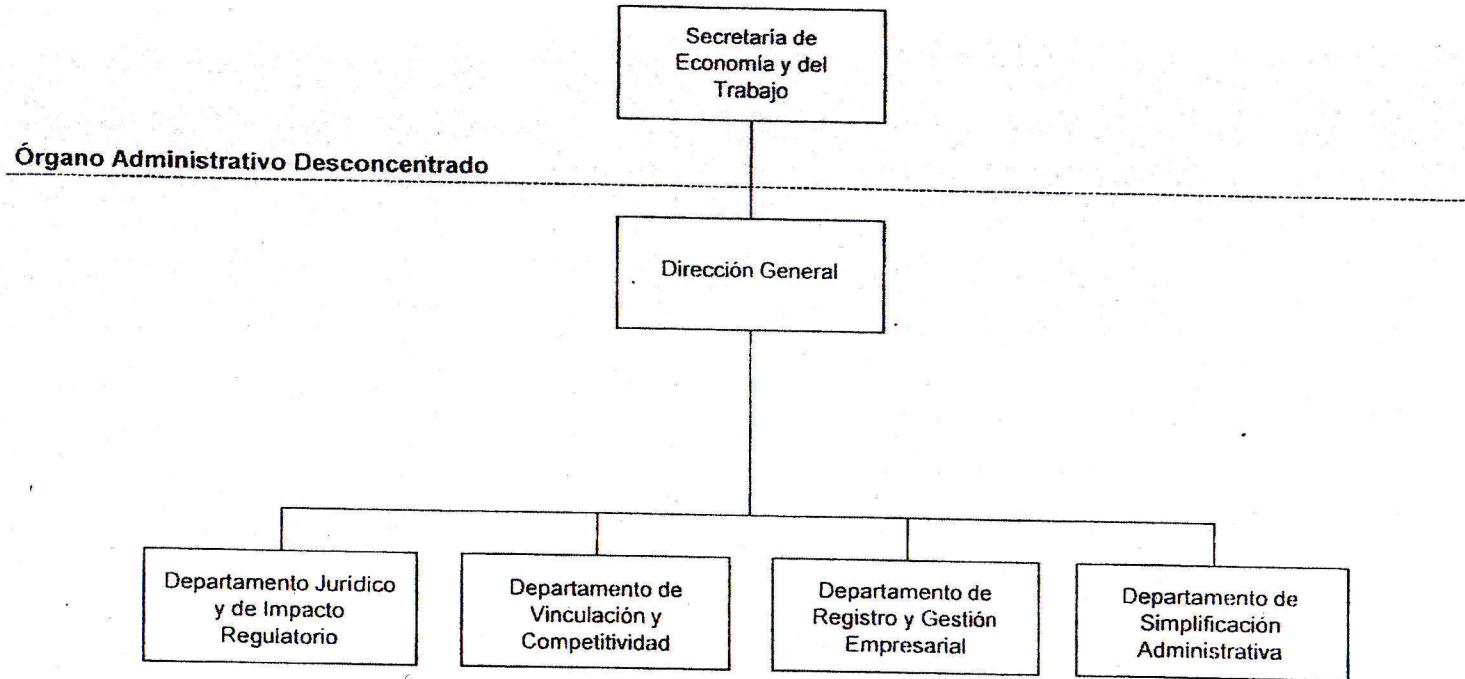 Secretaría de
Economía y del
Trabajo
Órgano Administrativo Desconcentrado
Dirección General
Departamento Jurídico
y de Impacto
Regulatorio
Departamento de
Vinculación y
Competitividad
Departamento de
Registro y Gestión
Empresarial
Departamento de
Simplificación
Administrativa